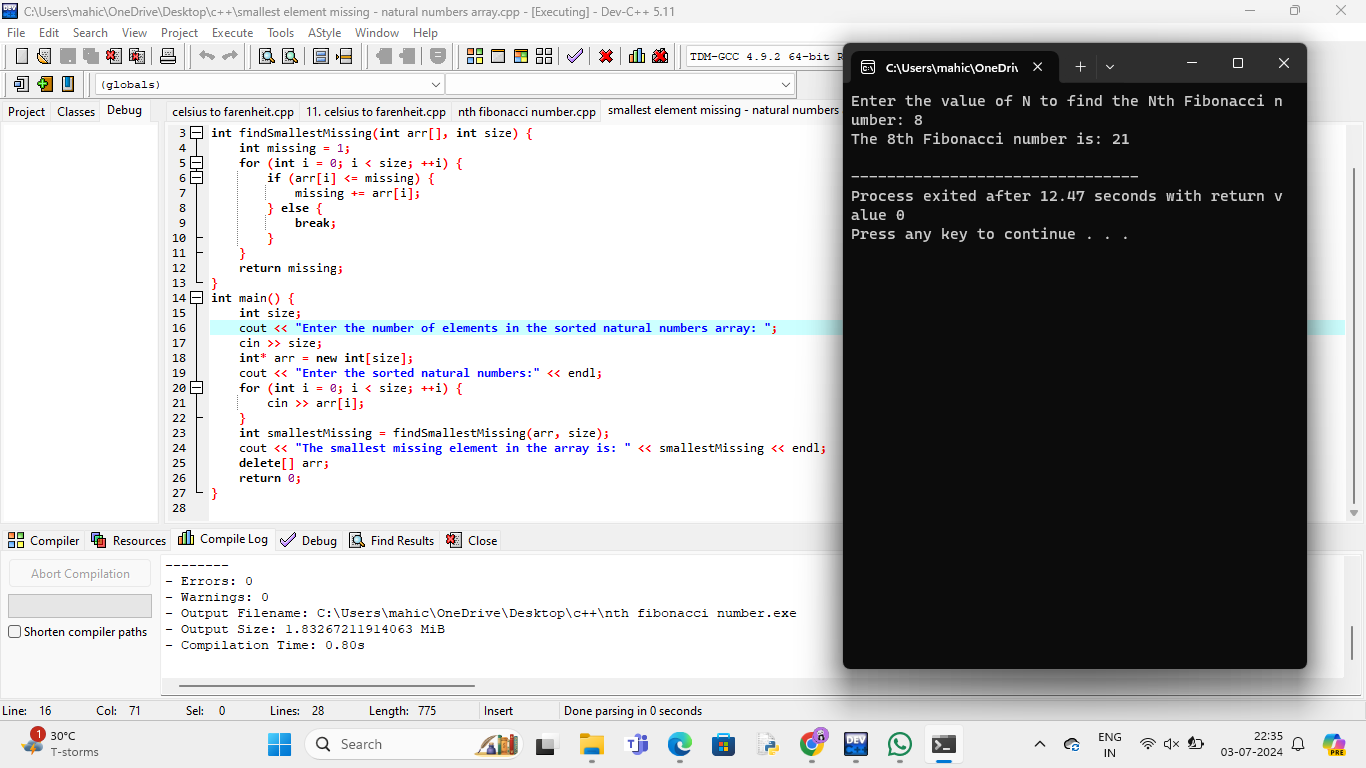 C:\Users\mahic\OneDrive\Desktop\c++\smallest element missing - natural numbers array.cpp - [Executing] - Dev-C++ 5.11
File Edit Search View Project Execute Tools AStyle Window Help
TDM-GCC 4.9.2 64-bit R
(globals)
Project Classes Debug
celsius to farenheit.cpp 11. celsius to farenheit.cpp nth fibonacci number.cpp smallest element missing - natural numbers
3 int findSmallestMissing(int arr[], int size) {
4 int missing = 1;
5 for (int i = 0; i < size; ++i) {
6 if (arr[i] <= missing) {
7 missing += arr[i];
8 } else {
9 break;
10 }
11 }
12 return missing;
13 }
14 int main() {
15 int size;
16 cout << "Enter the number of elements in the sorted natural numbers array: ";
17 cin >> size;
18 int* arr = new int[size];
19 cout << "Enter the sorted natural numbers:" << endl;
20 for (int i = 0; i < size; ++i) {
21 cin >> arr[i];
22 }
23 int smallestMissing = findSmallestMissing(arr, size);
24 cout << "The smallest missing element in the array is: " << smallestMissing << endl;
25 delete[] arr;
26 return 0;
27 }
28
C:\Users\mahic\OneDri
Enter the value of N to find the Nth Fibonacci n
umber: 8
The 8th Fibonacci number is: 21
--------------------------------
Process exited after 12.47 seconds with return v
alue 0
Press any key to continue . . .
Compiler Resources Compile Log Debug Find Results Close
Abort Compilation
Shorten compiler paths
--------
- Errors: 0
- Warnings: 0
- Output Filename: C:\Users\mahic\OneDrive\Desktop\c++\nth fibonacci number.exe
- Output Size: 1.83267211914063 MiB
- Compilation Time: 0.80s
Line: 16 Col: 71 Sel: 0 Lines: 28 Length: 775 Insert Done parsing in 0 seconds
1
30°C
T-storms
Search
DEV
ENG
IN
22:35
03-07-2024
PRE